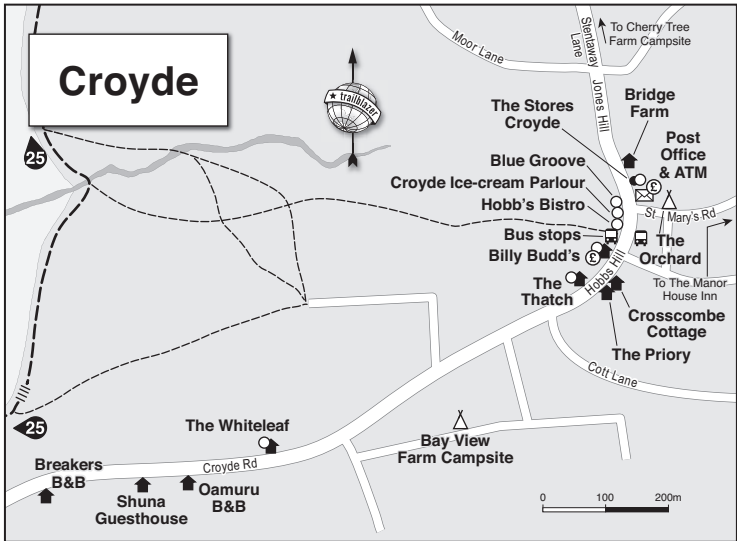 Croyde
trailblazer
Moor Lane
Stentaway
Lane
To Cherry Tree
Farm Campsite
Jones Hill
25
The Stores
Croyde
Bridge
Farm
Post
Office
& ATM
£
Blue Groove
Croyde Ice-cream Parlour
Hobb's Bistro
St Mary's Rd
Bus stops
The
Orchard
Billy Budd's
£
Hobbs Hill
To The Manor
House Inn
The
Thatch
Crosscombe
Cottage
The Priory
Cott Lane
25
The Whiteleaf
Bay View
Farm Campsite
Croyde Rd
Breakers
B&B
Shuna
Guesthouse
Oamuru
B&B
0 100 200m